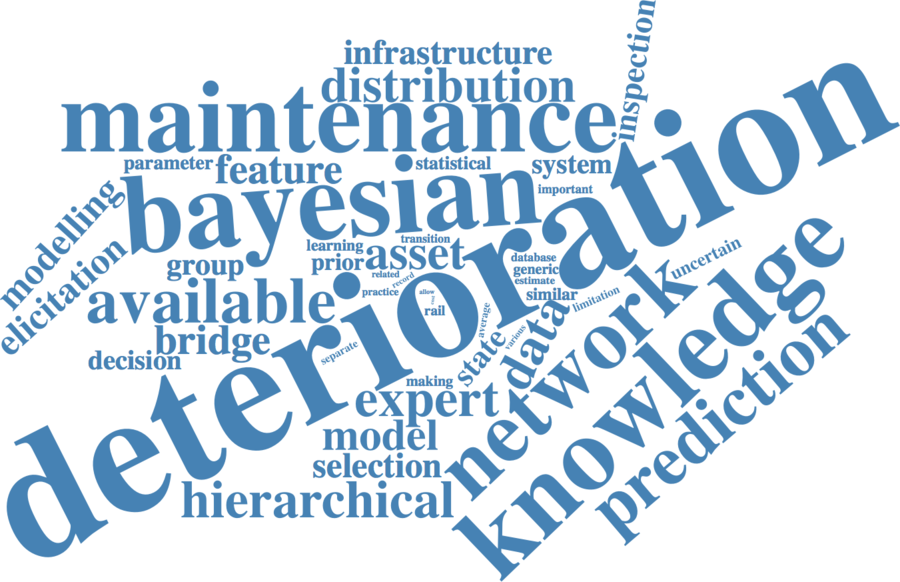 infrastructure
inspection
distribution
maintenance
deterioration
parameter
feature
statistical
system
bayesian
important
modelling
elicitation
learning
transition
prior
asset
group
related
record
database
generic
estimate
uncertain
available
practice
allow
rail
similar
limitation
bridge
decision
separate
average
various
state
data
network
knowledge
prediction
making
expert
model
selection
hierarchical